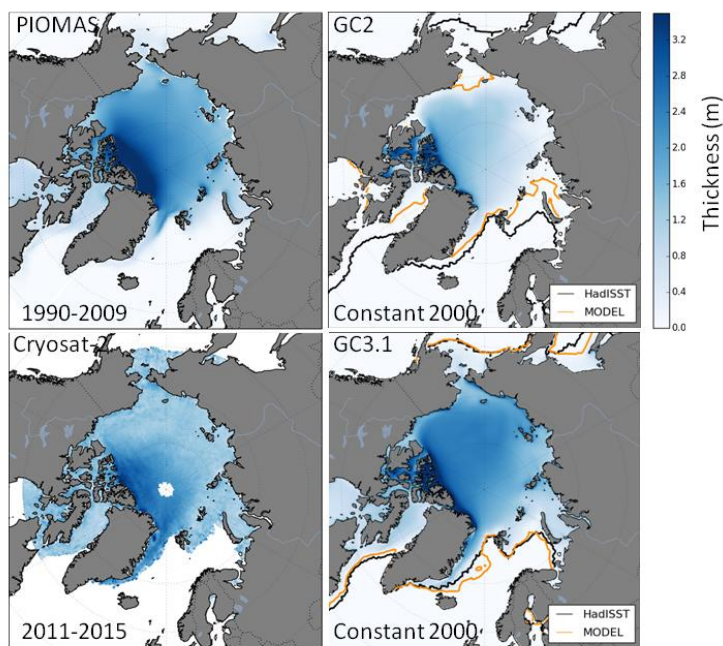 PIOMAS
GC2
1990-2009
Constant 2000
HadISST
MODEL
Cryosat-2
GC3.1
2011-2015
Constant 2000
HadISST
MODEL
3.2
2.8
2.4
2.0
1.6
1.2
0.8
0.4
0.0
Thickness (m)